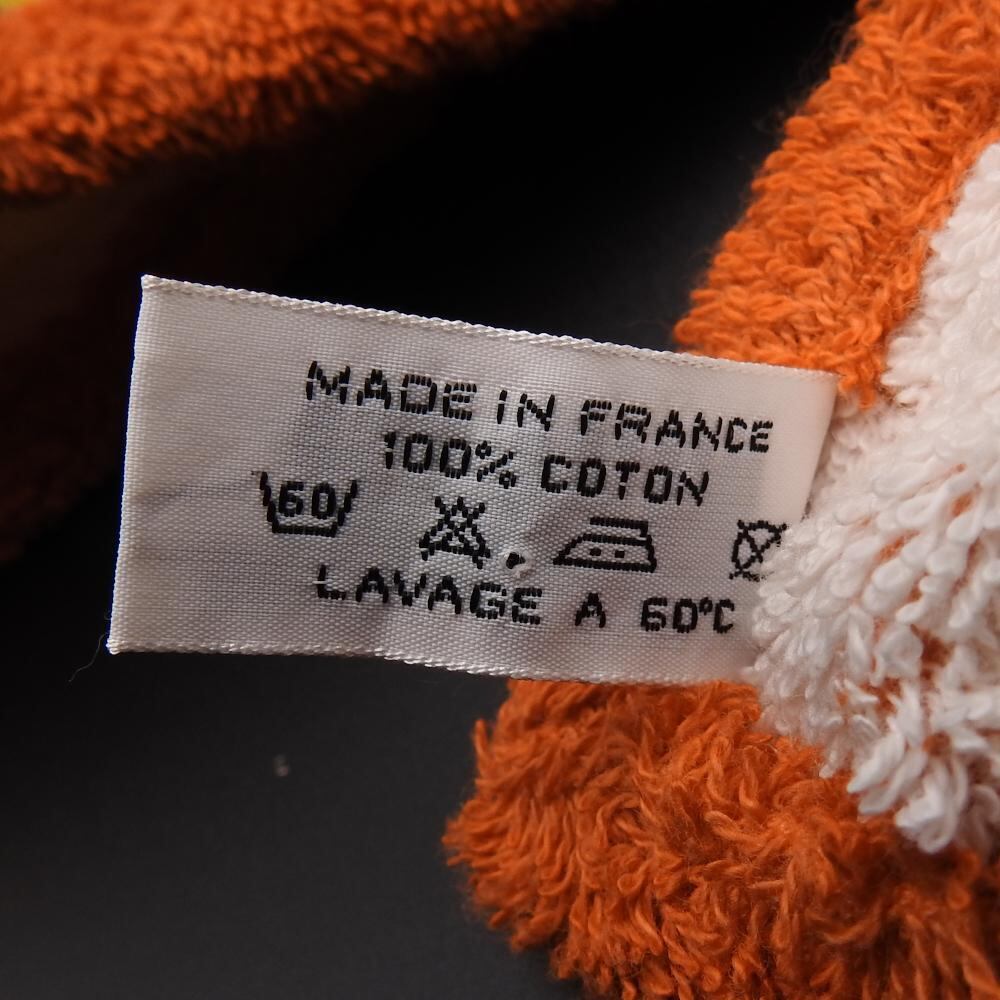 MADE IN FRANCE
100% COTON
60
LAVAGE A 60°C